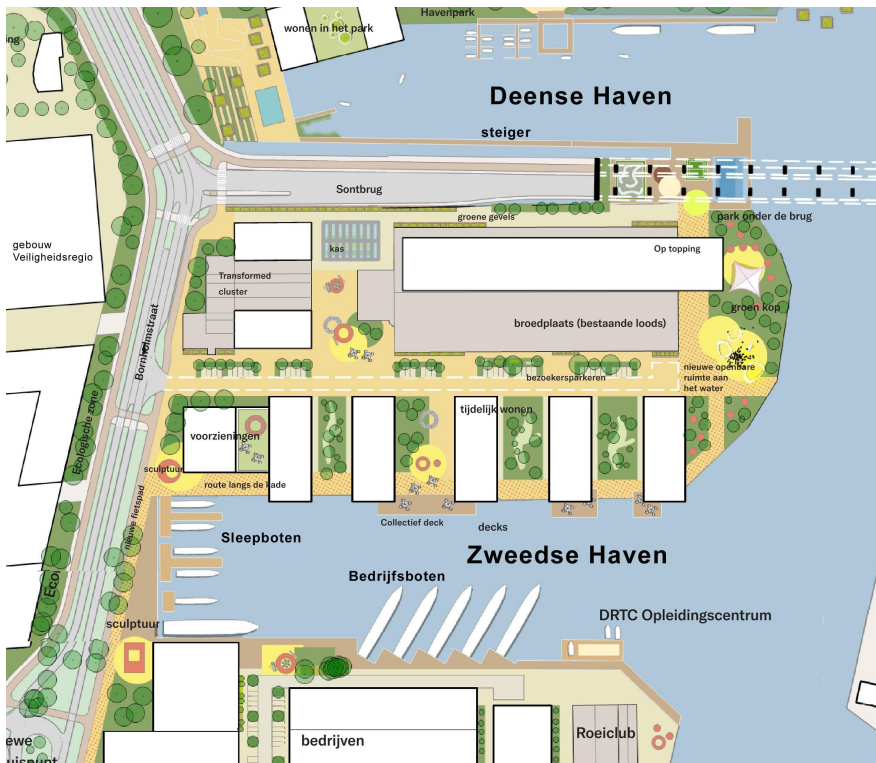 Havenpark
wonen in het park
Deense Haven
steiger
Sontbrug
groene gevels
park onder de brug
gebouw
Veiligheidsregio
kas
Op topping
Transformed
cluster
groen kop
broedplaats (bestaande loods)
Bornholmstraat
bezoekersparkeren
nieuwe openbare
ruimte aan
het water
Ecologische zone
tijdelijk wonen
voorzieningen
sculptuur
route langs de kade
nieuwe fietspad
Collectief deck
decks
Sleepboten
Zweedse Haven
Bedrijfsboten
Eco
DRTC Opleidingscentrum
sculptuur
bedrijven
Roeiclub